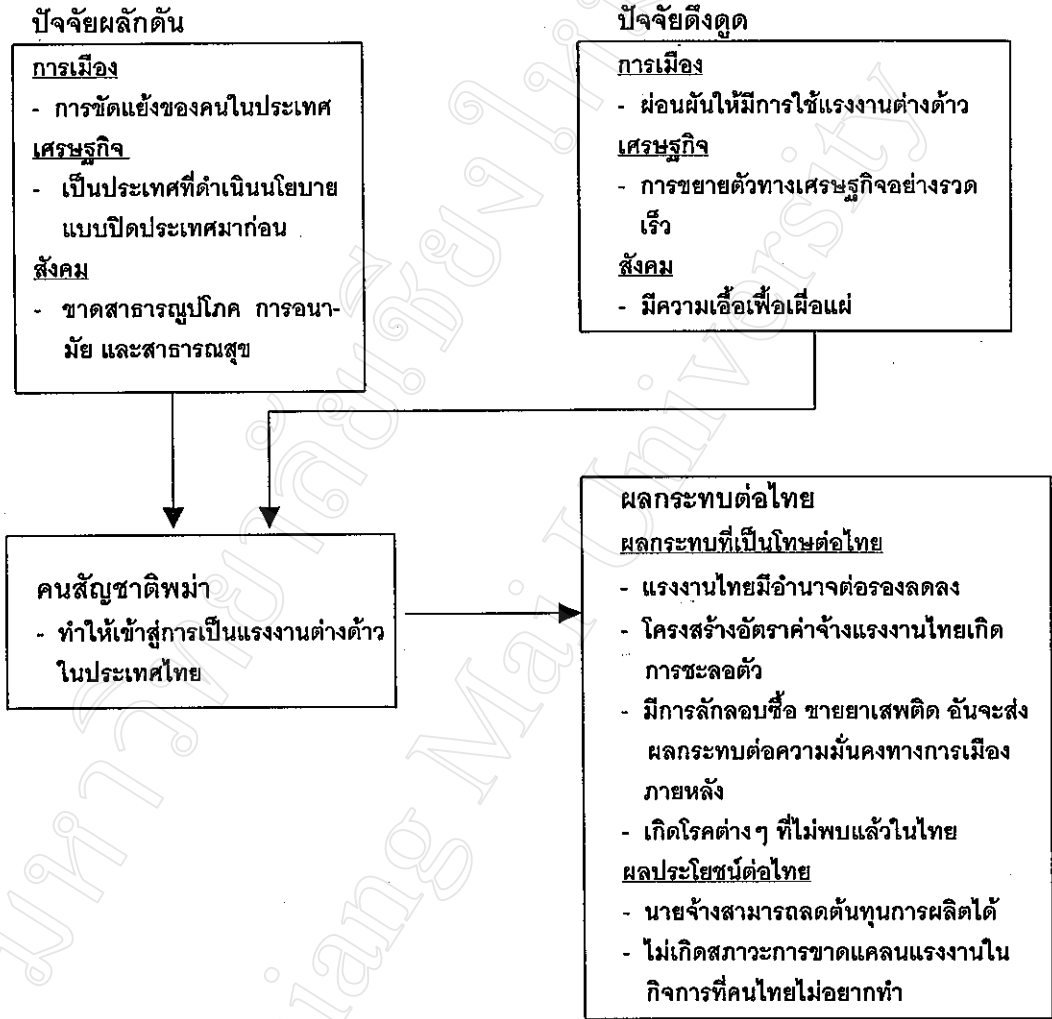 ปัจจัยผลักดัน
การเมือง
- การขัดแย้งของคนในประเทศ
เศรษฐกิจ
- เป็นประเทศที่ดำเนินนโยบาย
แบบปิดประเทศมาก่อน
สังคม
- ขาดสาธารณูปโภค การอนา-
มัย และสาธารณสุข
ปัจจัยดึงดูด
การเมือง
- ผ่อนผันให้มีการใช้แรงงานต่างด้าว
เศรษฐกิจ
- การขยายตัวทางเศรษฐกิจอย่างรวด
เร็ว
สังคม
- มีความเอื้อเฟื้อเผื่อแผ่
คนสัญชาติพม่า
- ทำให้เข้าสู่การเป็นแรงงานต่างด้าว
ในประเทศไทย
ผลกระทบต่อไทย
ผลกระทบที่เป็นโทษต่อไทย
- แรงงานไทยมีอำนาจต่อรองลดลง
- โครงสร้างอัตราค่าจ้างแรงงานไทยเกิด
การชะลอตัว
- มีการลักลอบซื้อ ขายยาเสพติด อันจะส่ง
ผลกระทบต่อความมั่นคงทางการเมือง
ภายหลัง
- เกิดโรคต่างๆ ที่ไม่พบแล้วในไทย
ผลประโยชน์ต่อไทย
- นายจ้างสามารถลดต้นทุนการผลิตได้
- ไม่เกิดสภาวะการขาดแคลนแรงงานใน
กิจการที่คนไทยไม่อยากทำ
มหาวิทยาลัยเชียงให
iang Mai University